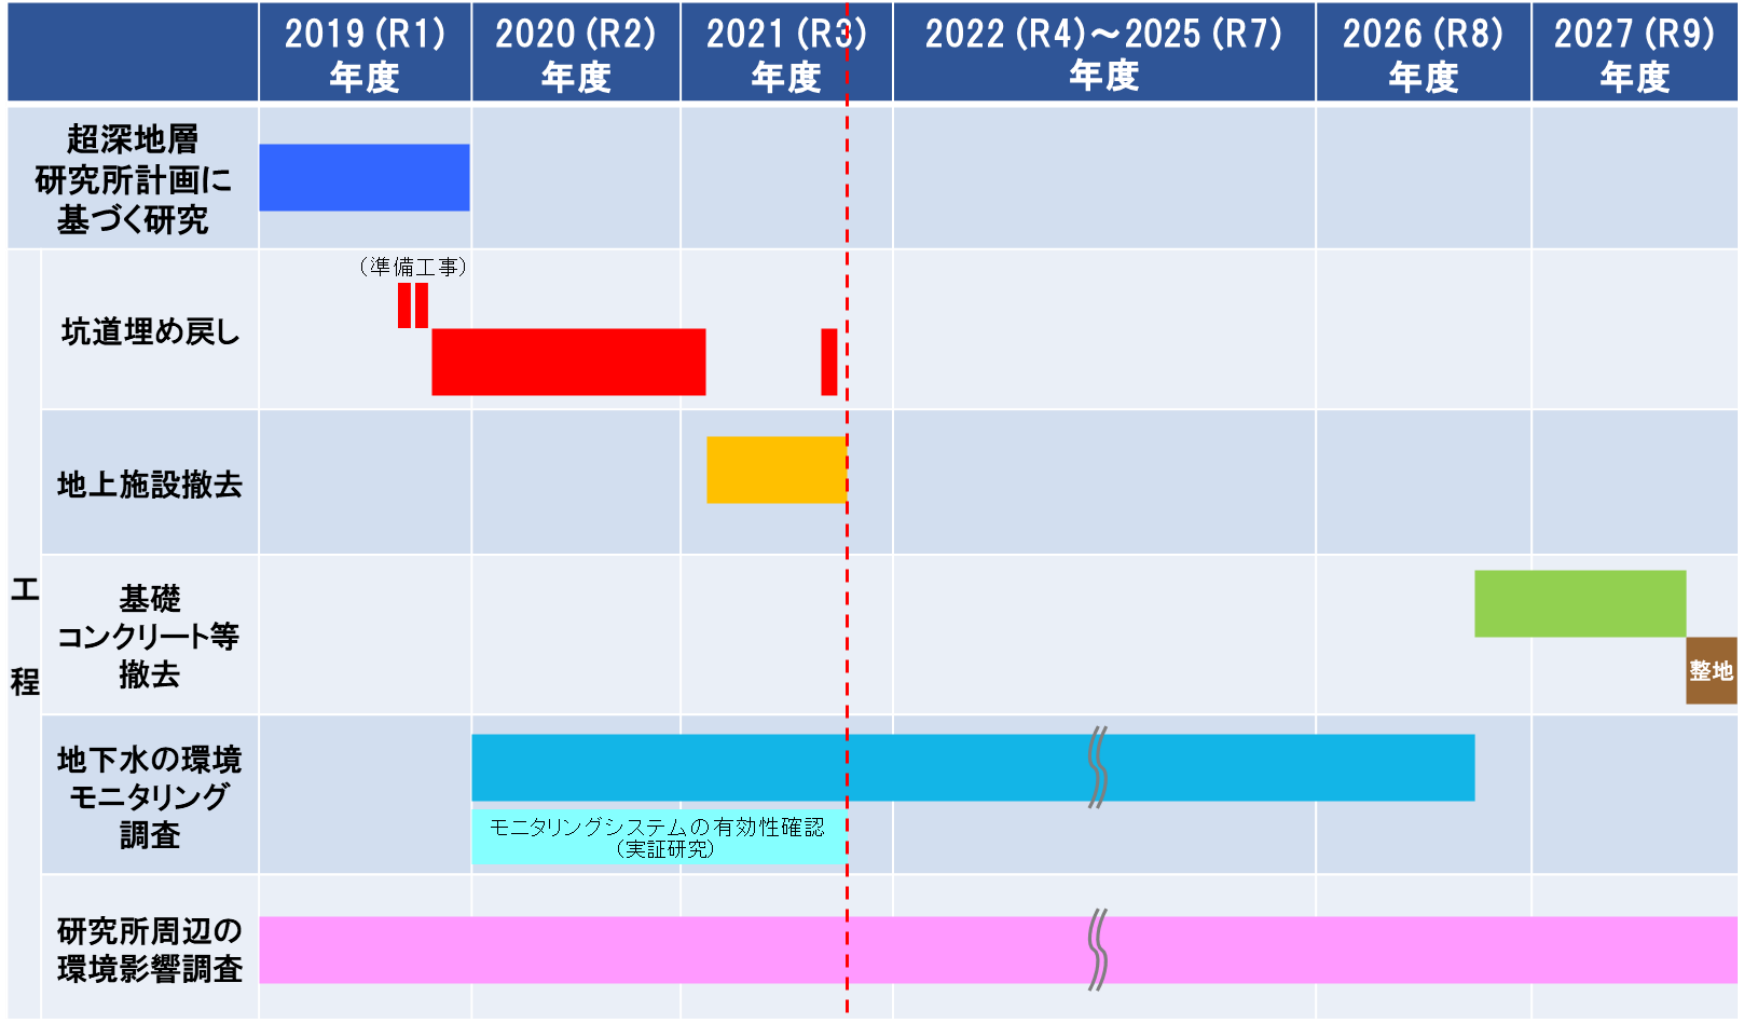 2019 (R1)
年度
2020 (R2)
年度
2021 (R3)
年度
2022 (R4)～2025 (R7)
年度
2026 (R8)
年度
2027 (R9)
年度
超深地層
研究所計画に
基づく研究
工
程
坑道埋め戻し
（準備工事）
地上施設撤去
基礎
コンクリート等
撤去
整地
地下水の環境
モニタリング
調査
モニタリングシステムの有効性確認
（実証研究）
研究所周辺の
環境影響調査